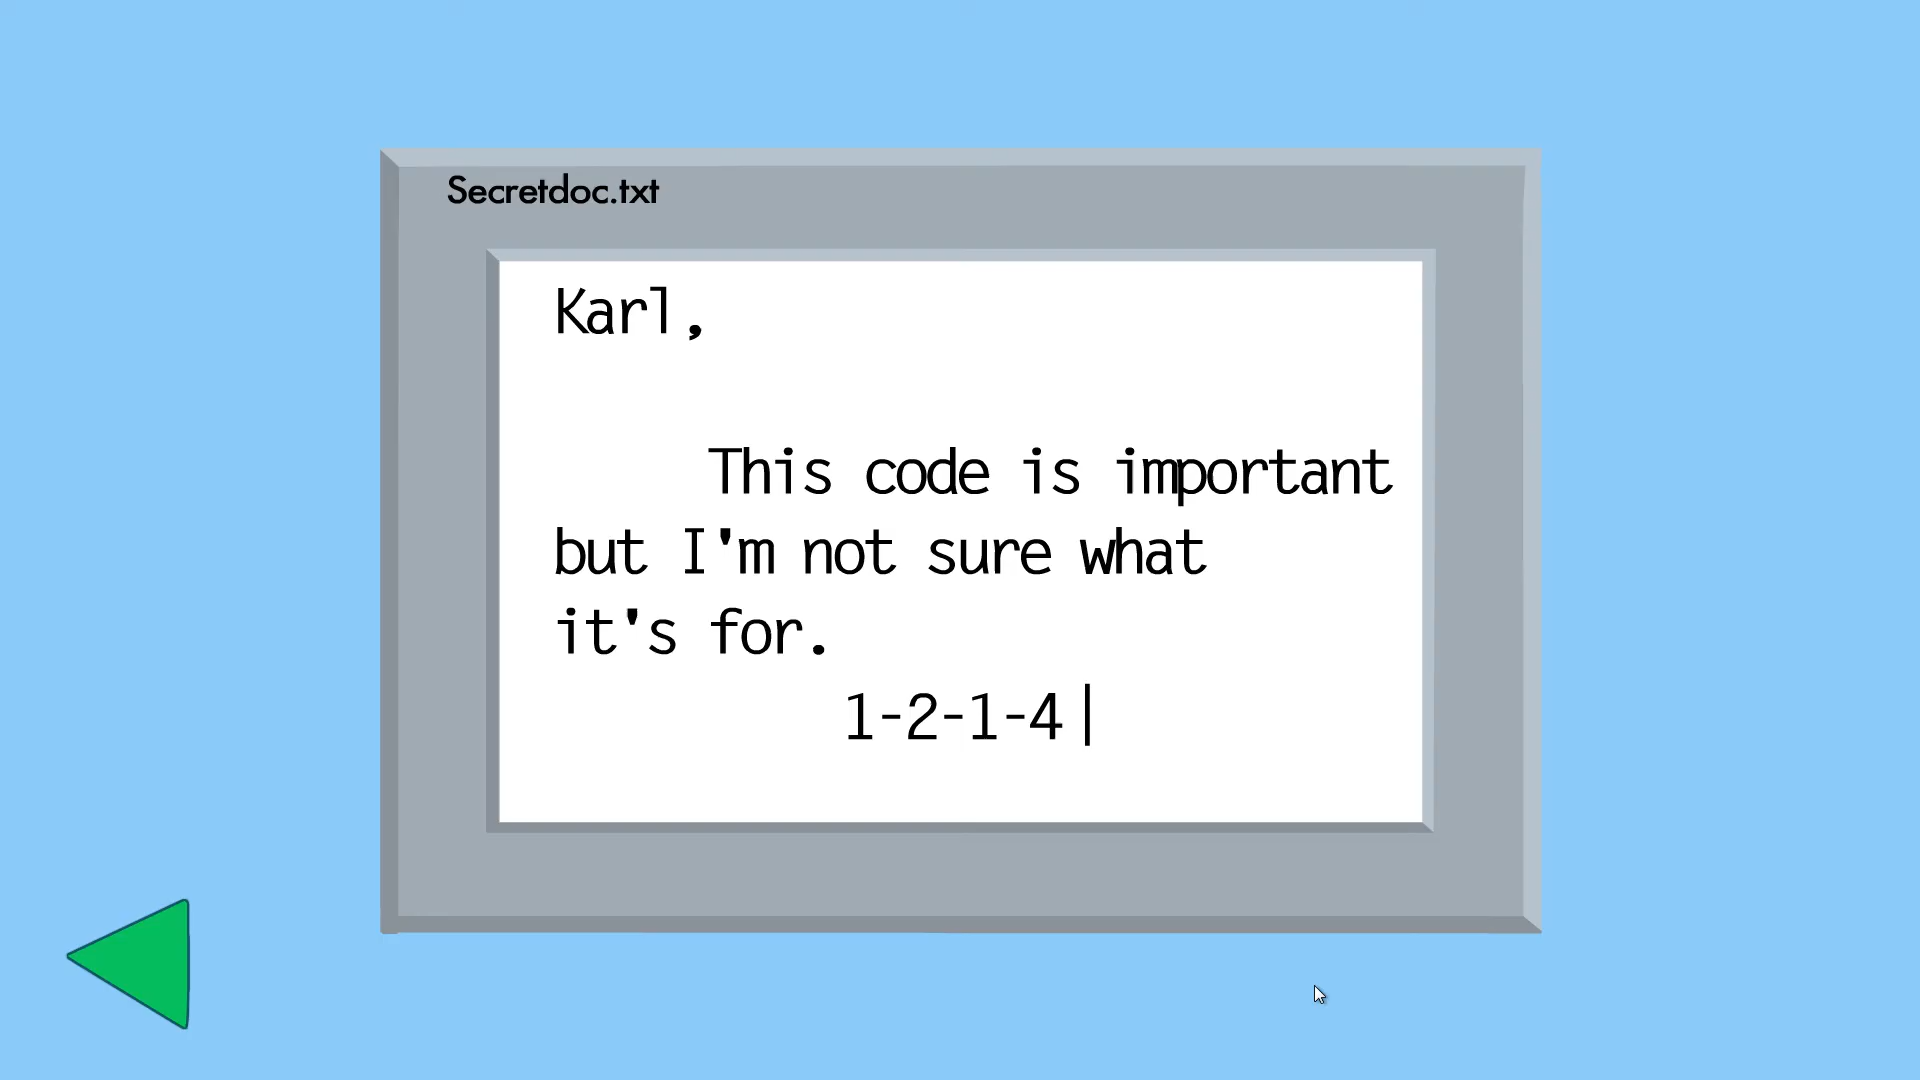 Secretdoc.txt
Karl,
This code is important
but I'm not sure what
it's for.
1-2-1-4